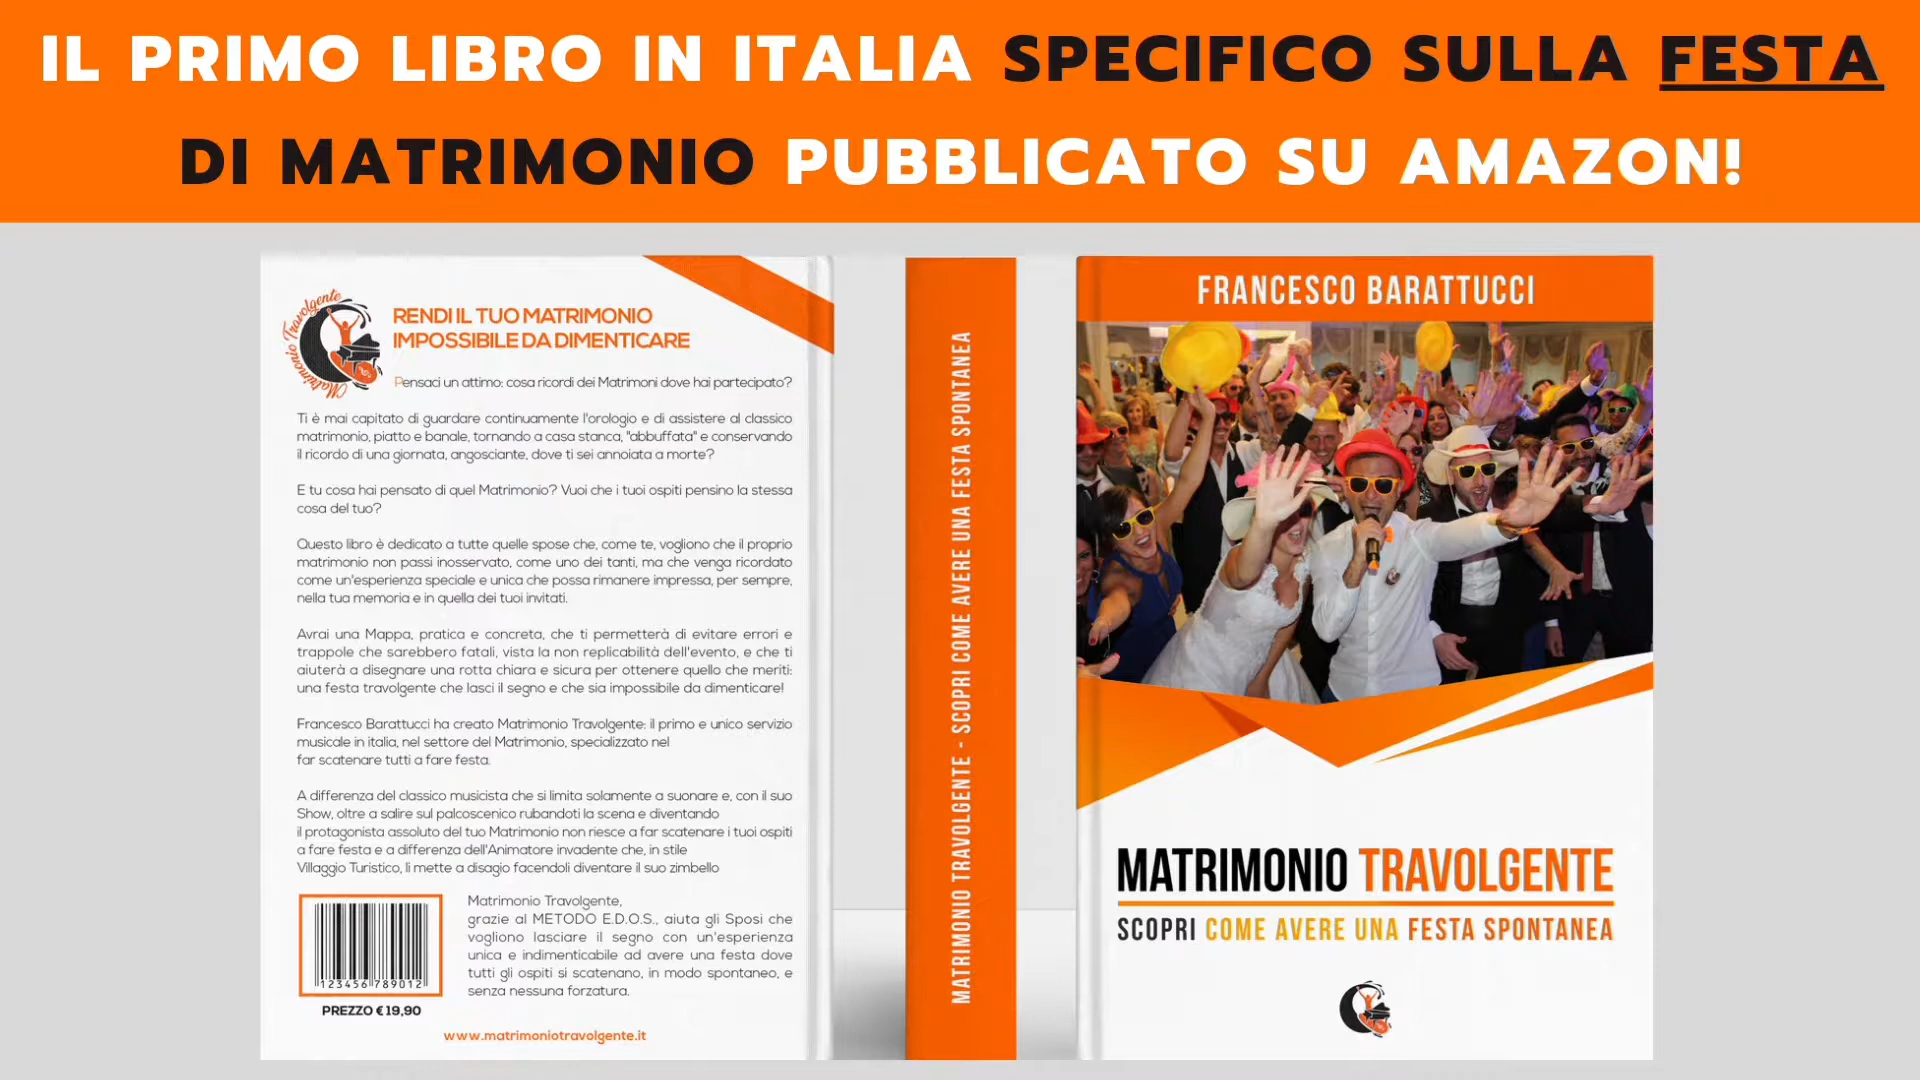 IL PRIMO LIBRO IN ITALIA SPECIFICO SULLA FESTA
DI MATRIMONIO PUBBLICATO SU AMAZON!
Matrimonio Travolgente
Matrimonio
RENDI IL TUO MATRIMONIO
IMPOSSIBILE DA DIMENTICARE
Pensaci un attimo: cosa ricordi dei Matrimoni dove hai partecipato?
Ti è mai capitato di guardare continuamente l'orologio e di assistere al classico
matrimonio, piatto e banale, tornando a casa stanca, "abbuffata" e conservando
il ricordo di una giornata, angosciante, dove ti sei annoiata a morte?
E tu cosa hai pensato di quel Matrimonio? Vuoi che i tuoi ospiti pensino la stessa
cosa del tuo?
Questo libro è dedicato a tutte quelle spose che, come te, vogliono che il proprio
matrimonio non passi inosservato, come uno dei tanti, ma che venga ricordato
come un'esperienza speciale e unica che possa rimanere impressa, per sempre,
nella tua memoria e in quella dei tuoi invitati.
Avrai una Mappa, pratica e concreta, che ti permetterà di evitare errori e
trappole che sarebbero fatali, vista la non replicabilità dell'evento, e che ti
aiuterà a disegnare una rotta chiara e sicura per ottenere quello che meriti:
una festa travolgente che lasci il segno e che sia impossibile da dimenticare!
Francesco Barattucci ha creato Matrimonio Travolgente: il primo e unico servizio
musicale in italia, nel settore del Matrimonio, specializzato nel
far scatenare tutti a fare festa.
A differenza del classico musicista che si limita solamente a suonare e, con il suo
Show, oltre a salire sul palcoscenico rubandoti la scena e diventando
il protagonista assoluto del tuo Matrimonio non riesce a far scatenare i tuoi ospiti
a fare festa e a differenza dell'Animatore invadente che, in stile
Villaggio Turistico, li mette a disagio facendoli diventare il suo zimbello
Matrimonio Travolgente,
grazie al METODO E.D.O.S., aiuta gli Sposi che
vogliono lasciare il segno con un'esperienza
unica e indimenticabile ad avere una festa dove
tutti gli ospiti si scatenano, in modo spontaneo, e
senza nessuna forzatura.
123456 789012
PREZZO € 19,90
www.matrimoniotravolgente.it
MATRIMONIO TRAVOLGENTE - SCOPRI COME AVERE UNA FESTA SPONTANEA
FRANCESCO BARATTUCCI
MATRIMONIO TRAVOLGENTE
SCOPRI COME AVERE UNA FESTA SPONTANEA